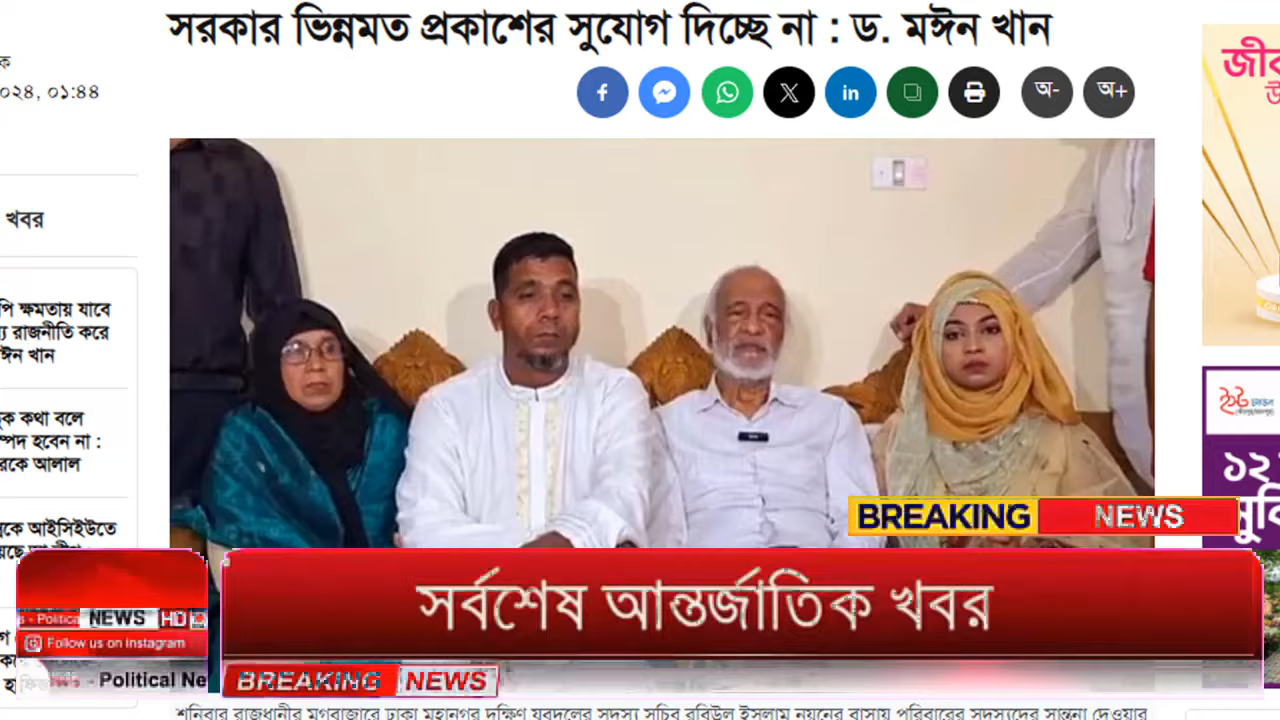 সরকার ভিন্নমত প্রকাশের সুযোগ দিচ্ছে না : ড. মঈন খান
০২৪, ০১:৪৪
অ- অ+
খবর
পি ক্ষমতায় যাবে
রাজনীতি করে
ঈন খান
কথা বলে
স্পদ হবেন না :
রকে আলাল
কে আইসিইউতে
১২
BREAKING NEWS
সর্বশেষ আন্তর্জাতিক খবর
NEWS HD
Follow us on instagram
- Political Ne
BREAKING NEWS
শনিবার রাজধানীর মগবাজারে ঢাকা মহানগর দক্ষিণ যুবদলের সদস্য সচিব রবিউল ইসলাম নয়নের বাসায় পরিবারের সদস্যদের সান্ত্বনা দেওয়ার